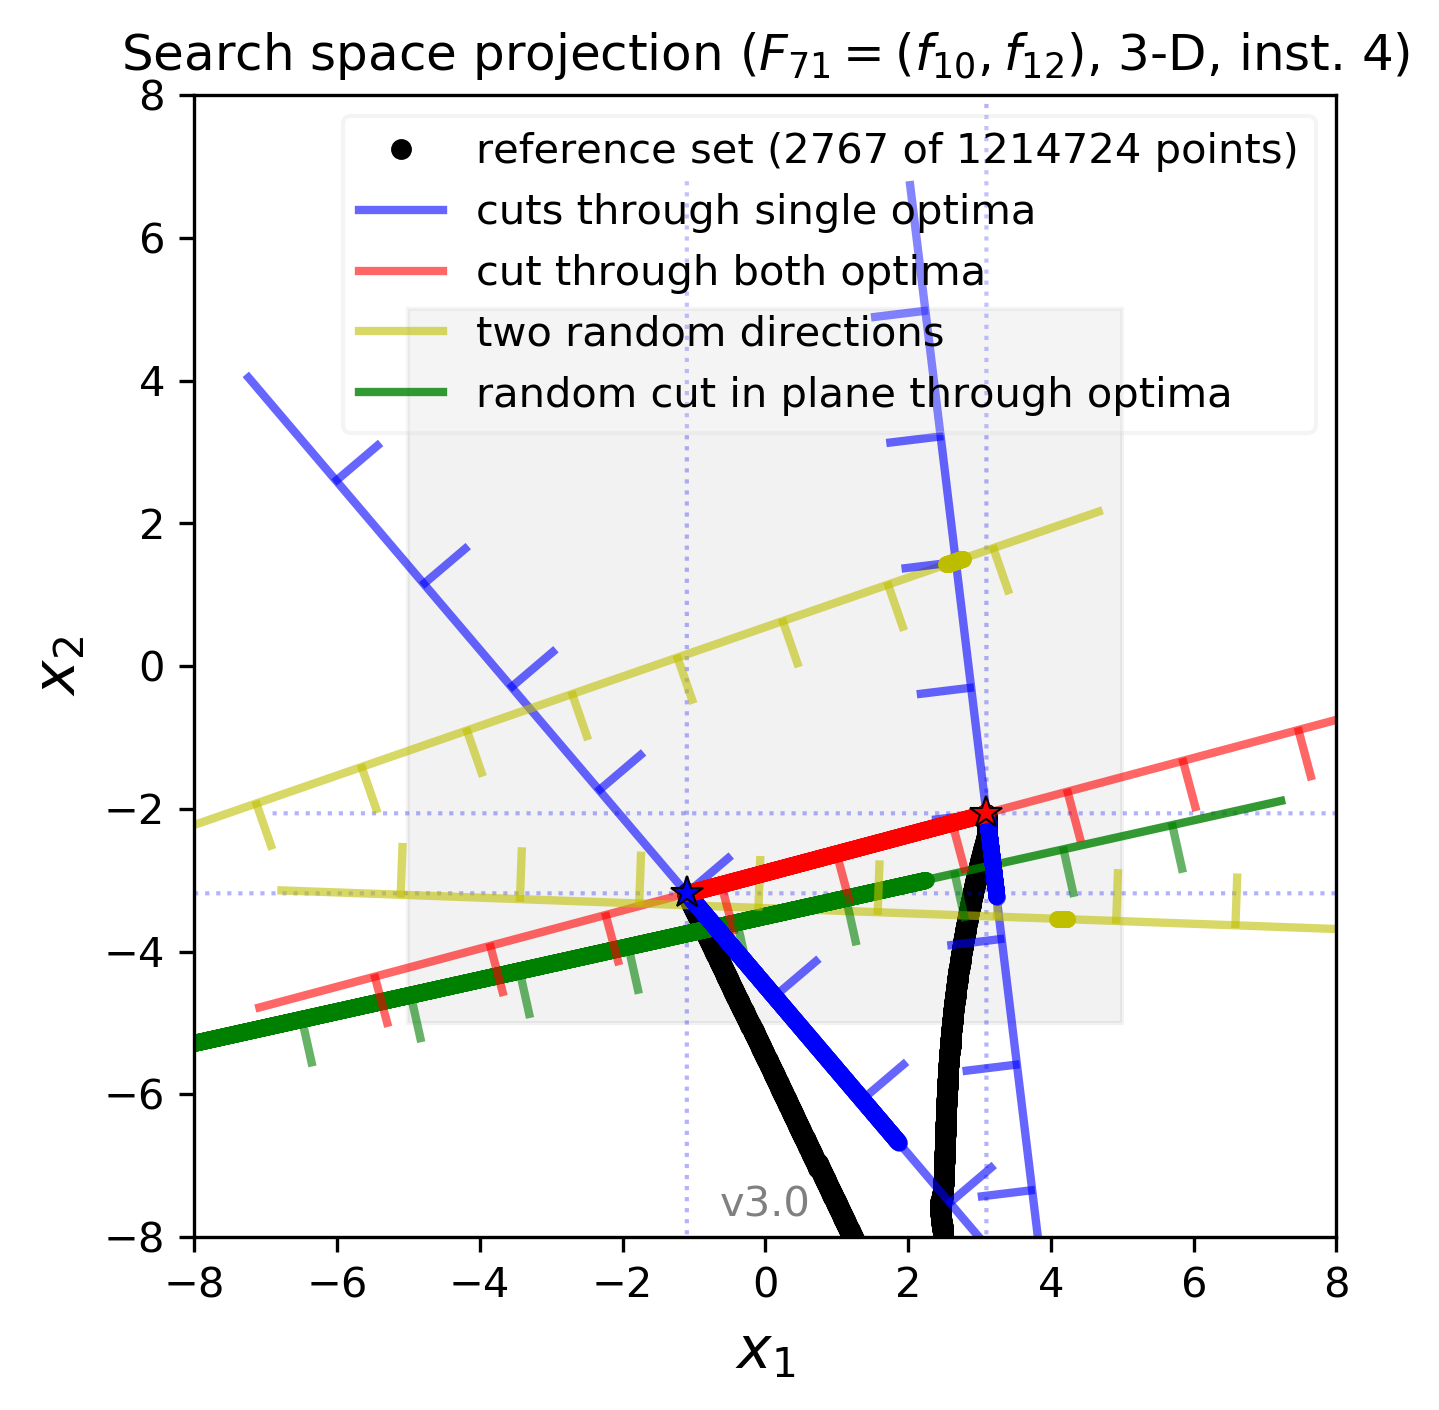 Search space projection (F₇₁ = (f₁₀, f₁₂), 3-D, inst. 4)
reference set (2767 of 1214724 points)
cuts through single optima
cut through both optima
two random directions
random cut in plane through optima
8
6
4
2
0
−2
−4
−6
−8
x₂
v3.0
−8 −6 −4 −2 0 2 4 6 8
x₁